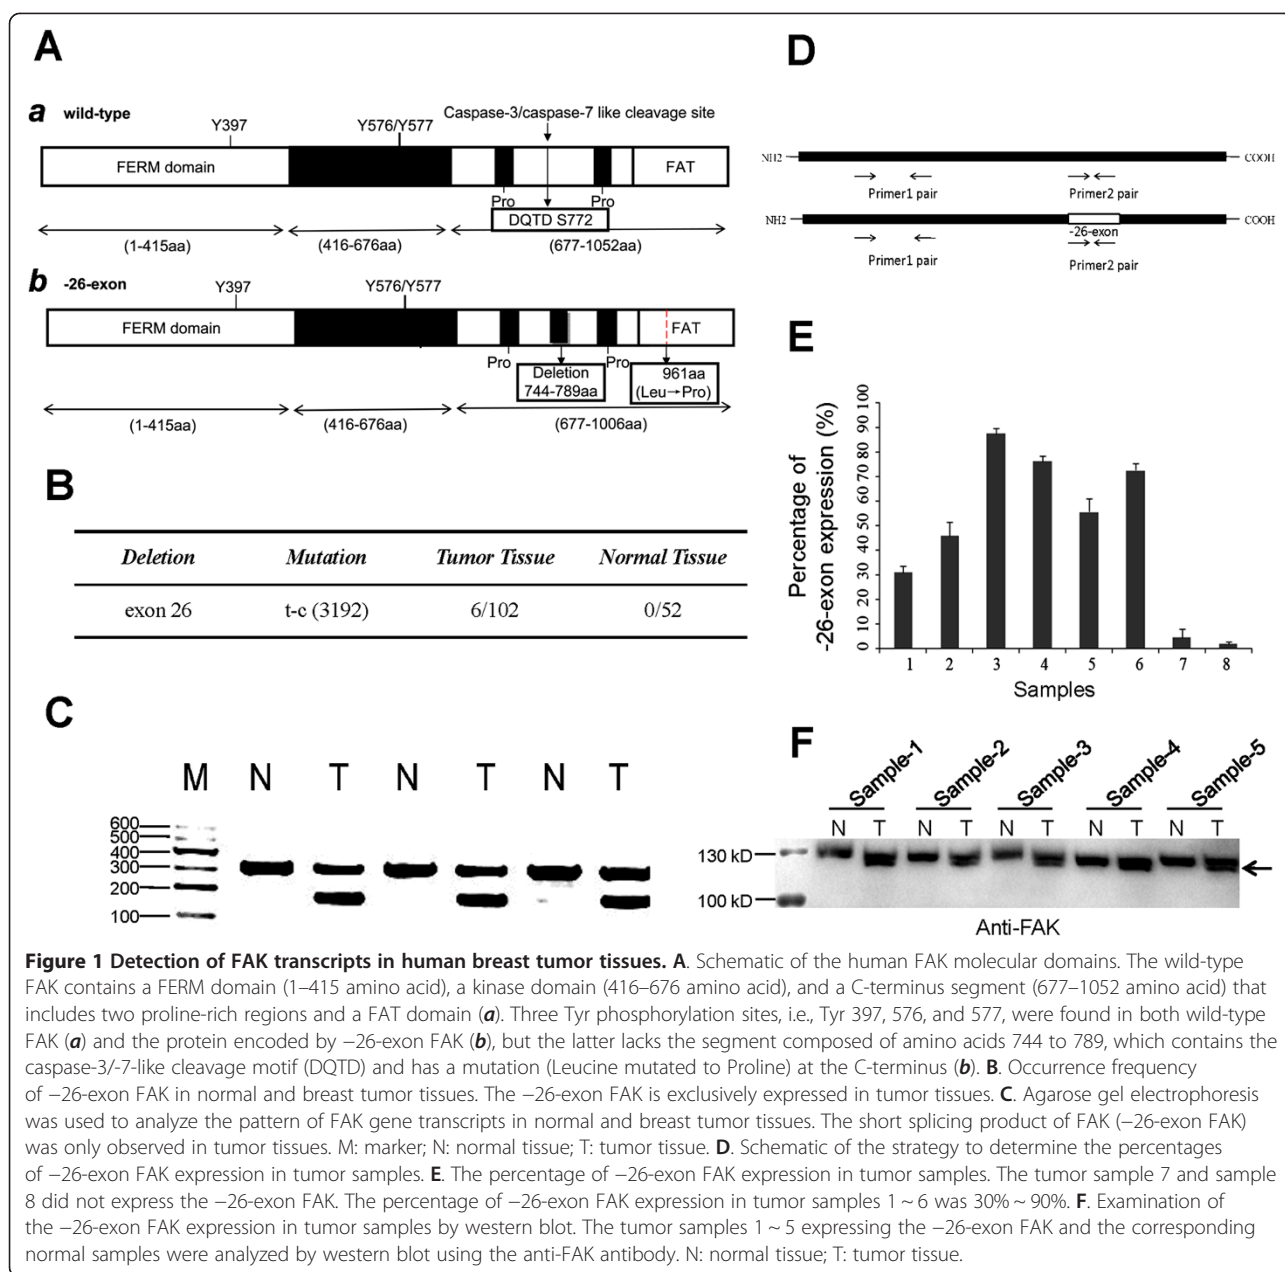 A
a wild-type
Caspase-3/caspase-7 like cleavage site
Y397
Y576/Y577
FERM domain
FAT
Pro
Pro
DQTD S772
(1-415aa)
(416-676aa)
(677-1052aa)
b -26-exon
Y397
Y576/Y577
FERM domain
FAT
Pro
Pro
Deletion
744-789aa
961aa
(Leu→Pro)
(1-415aa)
(416-676aa)
(677-1006aa)
B
Deletion Mutation Tumor Tissue Normal Tissue
exon 26 t-c (3192) 6/102 0/52
C
M N T N T N T
600
500
400
300
200
100
D
NH2 COOH
Primer1 pair Primer2 pair
NH2 COOH
-26-exon
Primer1 pair Primer2 pair
E
Percentage of
-26-exon expression (%)
0 10 20 30 40 50 60 70 80 90 100
1 2 3 4 5 6 7 8
Samples
F
Sample-1 Sample-2 Sample-3 Sample-4 Sample-5
N T N T N T N T N T
130 kD
100 kD
Anti-FAK
Figure 1 Detection of FAK transcripts in human breast tumor tissues. A. Schematic of the human FAK molecular domains. The wild-type
FAK contains a FERM domain (1–415 amino acid), a kinase domain (416–676 amino acid), and a C-terminus segment (677–1052 amino acid) that
includes two proline-rich regions and a FAT domain (a). Three Tyr phosphorylation sites, i.e., Tyr 397, 576, and 577, were found in both wild-type
FAK (a) and the protein encoded by −26-exon FAK (b), but the latter lacks the segment composed of amino acids 744 to 789, which contains the
caspase-3/-7-like cleavage motif (DQTD) and has a mutation (Leucine mutated to Proline) at the C-terminus (b). B. Occurrence frequency
of −26-exon FAK in normal and breast tumor tissues. The −26-exon FAK is exclusively expressed in tumor tissues. C. Agarose gel electrophoresis
was used to analyze the pattern of FAK gene transcripts in normal and breast tumor tissues. The short splicing product of FAK (−26-exon FAK)
was only observed in tumor tissues. M: marker; N: normal tissue; T: tumor tissue. D. Schematic of the strategy to determine the percentages
of −26-exon FAK expression in tumor samples. E. The percentage of −26-exon FAK expression in tumor samples. The tumor sample 7 and sample
8 did not express the −26-exon FAK. The percentage of −26-exon FAK expression in tumor samples 1 ~ 6 was 30% ~ 90%. F. Examination of
the −26-exon FAK expression in tumor samples by western blot. The tumor samples 1 ~ 5 expressing the −26-exon FAK and the corresponding
normal samples were analyzed by western blot using the anti-FAK antibody. N: normal tissue; T: tumor tissue.